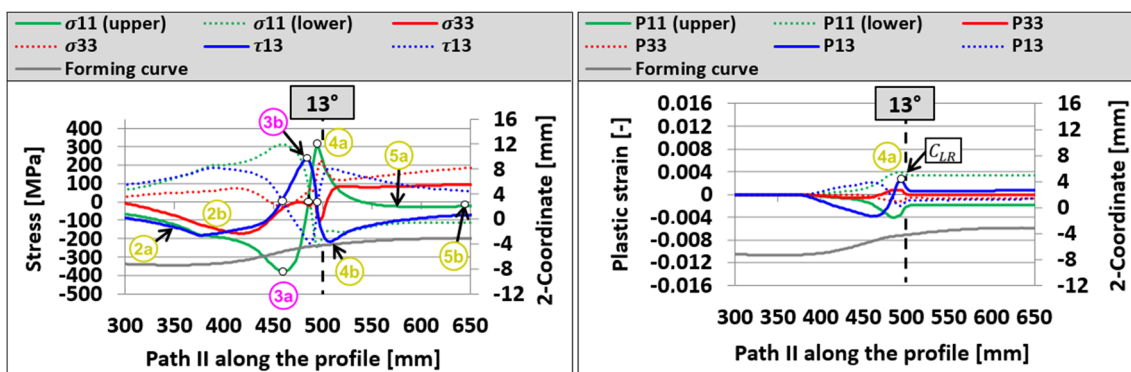 σ11 (upper) σ11 (lower) σ33
σ33 τ13 τ13
Forming curve
13°
3b
4a
5a
2b
2a
3a
4b
5b
400
300
200
100
0
-100
-200
-300
-400
-500
Stress [MPa]
16
12
8
4
0
-4
-8
-12
2-Coordinate [mm]
300 350 400 450 500 550 600 650
Path II along the profile [mm]
P11 (upper) P11 (lower) P33
P33 P13 P13
Forming curve
13°
4a
C_LR
0.016
0.012
0.008
0.004
0
-0.004
-0.008
-0.012
-0.016
Plastic strain [-]
16
12
8
4
0
-4
-8
-12
2-Coordinate [mm]
300 350 400 450 500 550 600 650
Path II along the profile [mm]